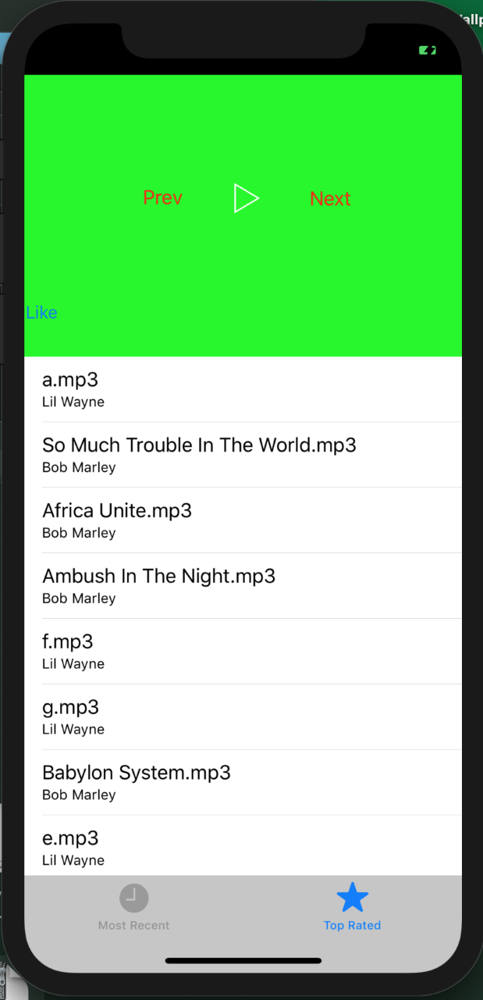 Prev
Next
Like
a.mp3
Lil Wayne
So Much Trouble In The World.mp3
Bob Marley
Africa Unite.mp3
Bob Marley
Ambush In The Night.mp3
Bob Marley
f.mp3
Lil Wayne
g.mp3
Lil Wayne
Babylon System.mp3
Bob Marley
e.mp3
Lil Wayne
Most Recent
Top Rated